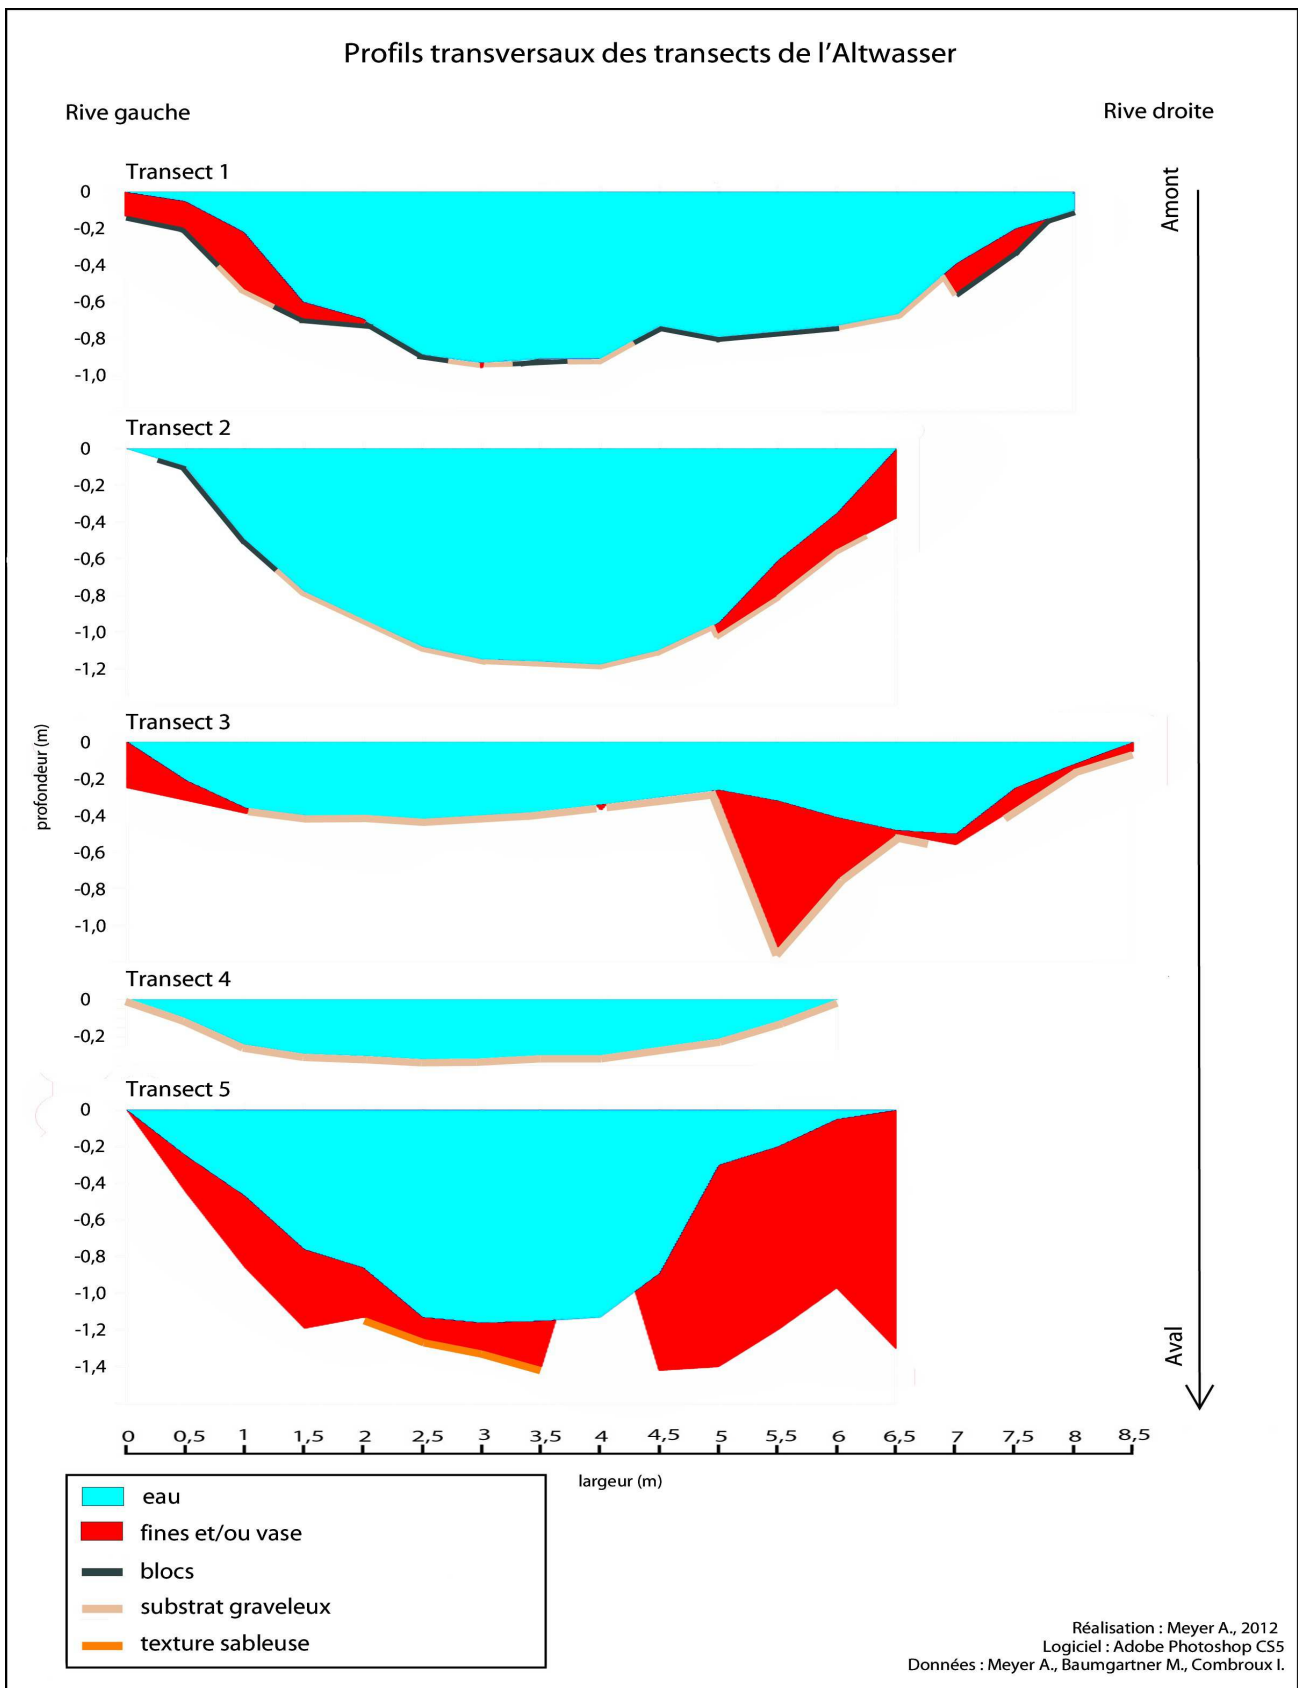 Profils transversaux des transects de l'Altwasser
Rive gauche
Rive droite
Transect 1
0
-0,2
-0,4
-0,6
-0,8
-1,0
Amont
Transect 2
0
-0,2
-0,4
-0,6
-0,8
-1,0
-1,2
profondeur (m)
Transect 3
0
-0,2
-0,4
-0,6
-0,8
-1,0
Transect 4
0
-0,2
Transect 5
0
-0,2
-0,4
-0,6
-0,8
-1,0
-1,2
-1,4
Aval
0 0,5 1 1,5 2 2,5 3 3,5 4 4,5 5 5,5 6 6,5 7 7,5 8 8,5
largeur (m)
eau
fines et/ou vase
blocs
substrat graveleux
texture sableuse
Réalisation : Meyer A., 2012
Logiciel : Adobe Photoshop CS5
Données : Meyer A., Baumgartner M., Combroux I.